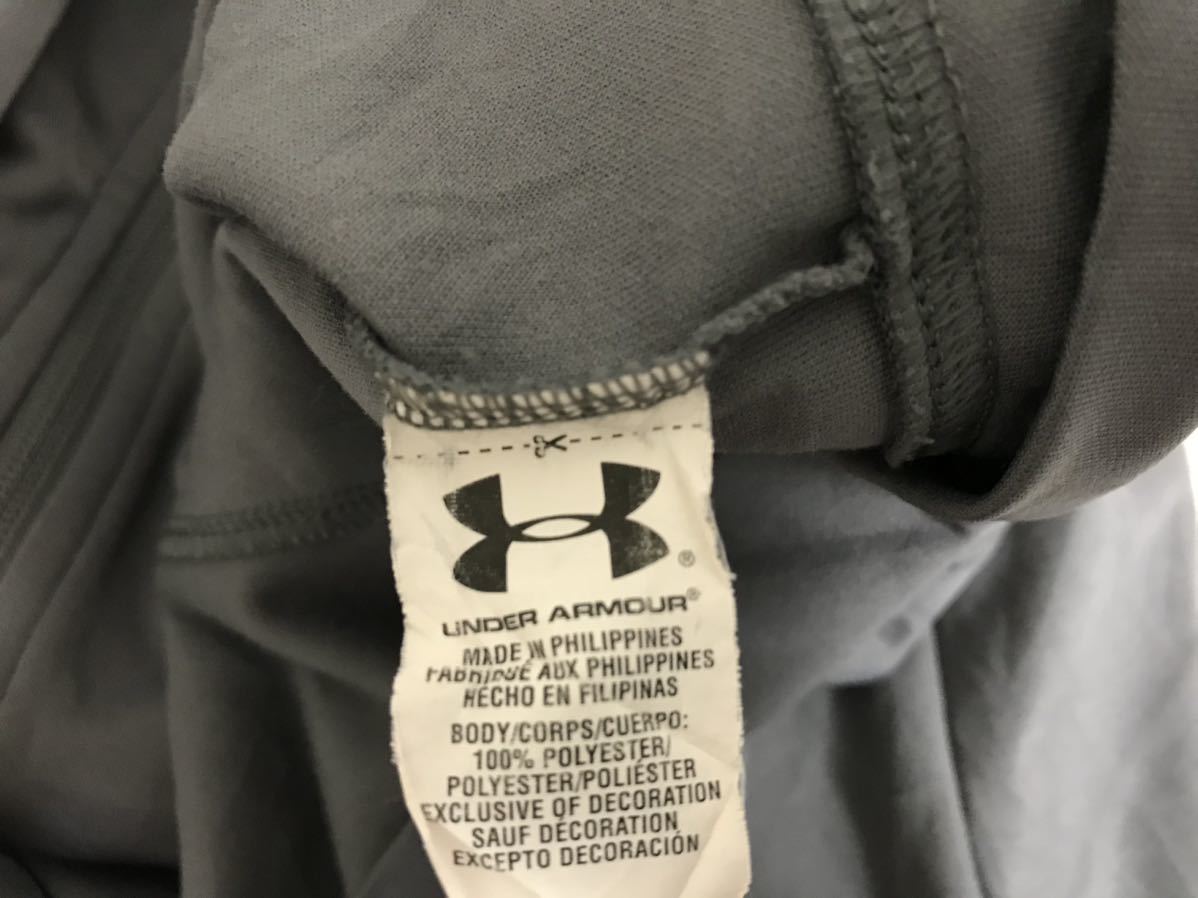 ®
UNDER ARMOUR®
MADE IN PHILIPPINES
FABRIQUÉ AUX PHILIPPINES
HECHO EN FILIPINAS
BODY/CORPS/CUERPO:
100% POLYESTER/
POLYESTER/POLIÉSTER
EXCLUSIVE OF DECORATION
SAUF DÉCORATION
EXCEPTO DECORACIÓN